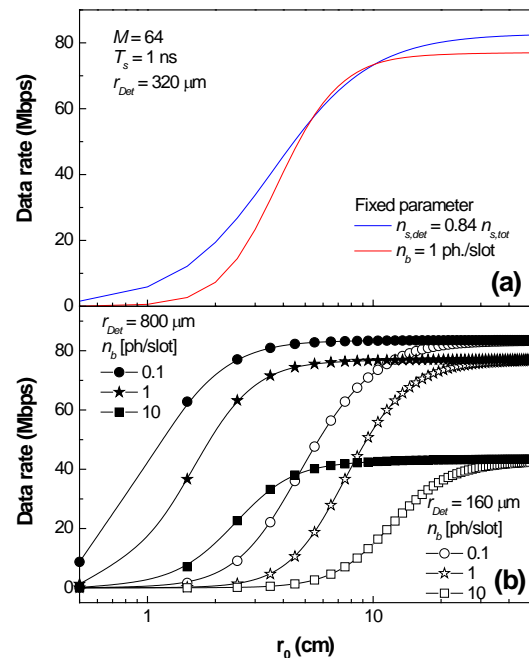 (a)
M = 64
T_s = 1 ns
r_Det = 320 μm
80
60
40
20
0
Data rate (Mbps)
Fixed parameter
n_s,det = 0.84 n_s,tot
n_b = 1 ph./slot
(b)
r_Det = 800 μm
n_b [ph/slot]
0.1
1
10
80
60
40
20
0
Data rate (Mbps)
r_Det = 160 μm
n_b [ph/slot]
0.1
1
10
1
10
r_0 (cm)